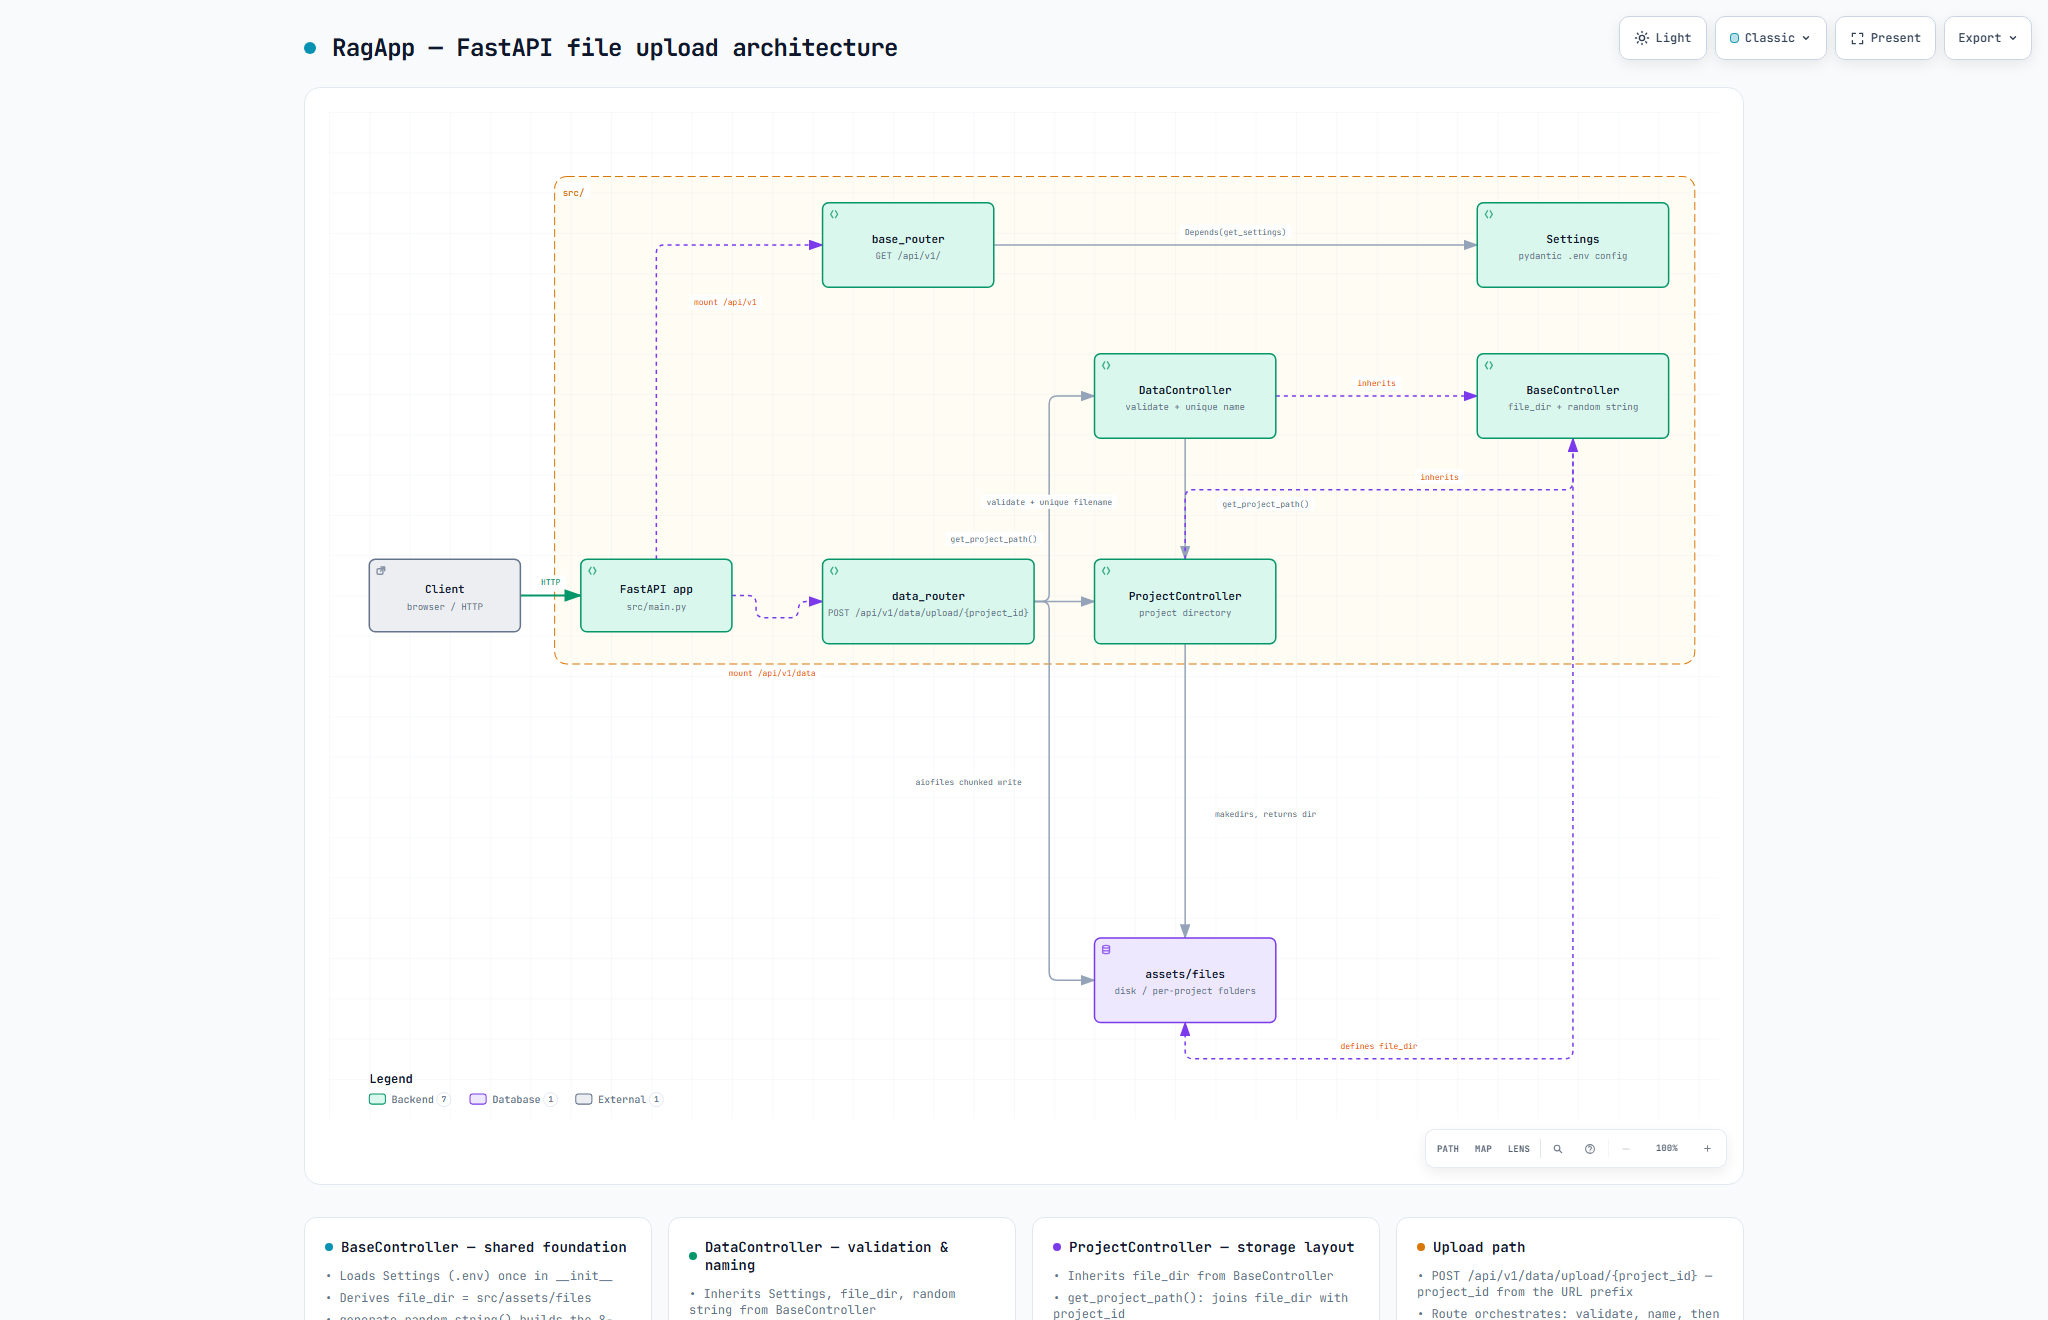 RagApp — FastAPI file upload architecture
Light
Classic
Present
Export
src/
base_router
GET /api/v1/
Depends(get_settings)
Settings
pydantic .env config
mount /api/v1
DataController
validate + unique name
inherits
BaseController
file_dir + random string
inherits
validate + unique filename
get_project_path()
get_project_path()
Client
browser / HTTP
HTTP
FastAPI app
src/main.py
data_router
POST /api/v1/data/upload/{project_id}
ProjectController
project directory
mount /api/v1/data
aiofiles chunked write
makedirs, returns dir
assets/files
disk / per-project folders
defines file_dir
Legend
Backend 7
Database 1
External 1
PATH MAP LENS
100%
BaseController — shared foundation
• Loads Settings (.env) once in __init__
• Derives file_dir = src/assets/files
• generate_random_string() builds the 8-
DataController — validation &
naming
• Inherits Settings, file_dir, random
string from BaseController
ProjectController — storage layout
• Inherits file_dir from BaseController
• get_project_path(): joins file_dir with
project_id
Upload path
• POST /api/v1/data/upload/{project_id} —
project_id from the URL prefix
• Route orchestrates: validate, name, then